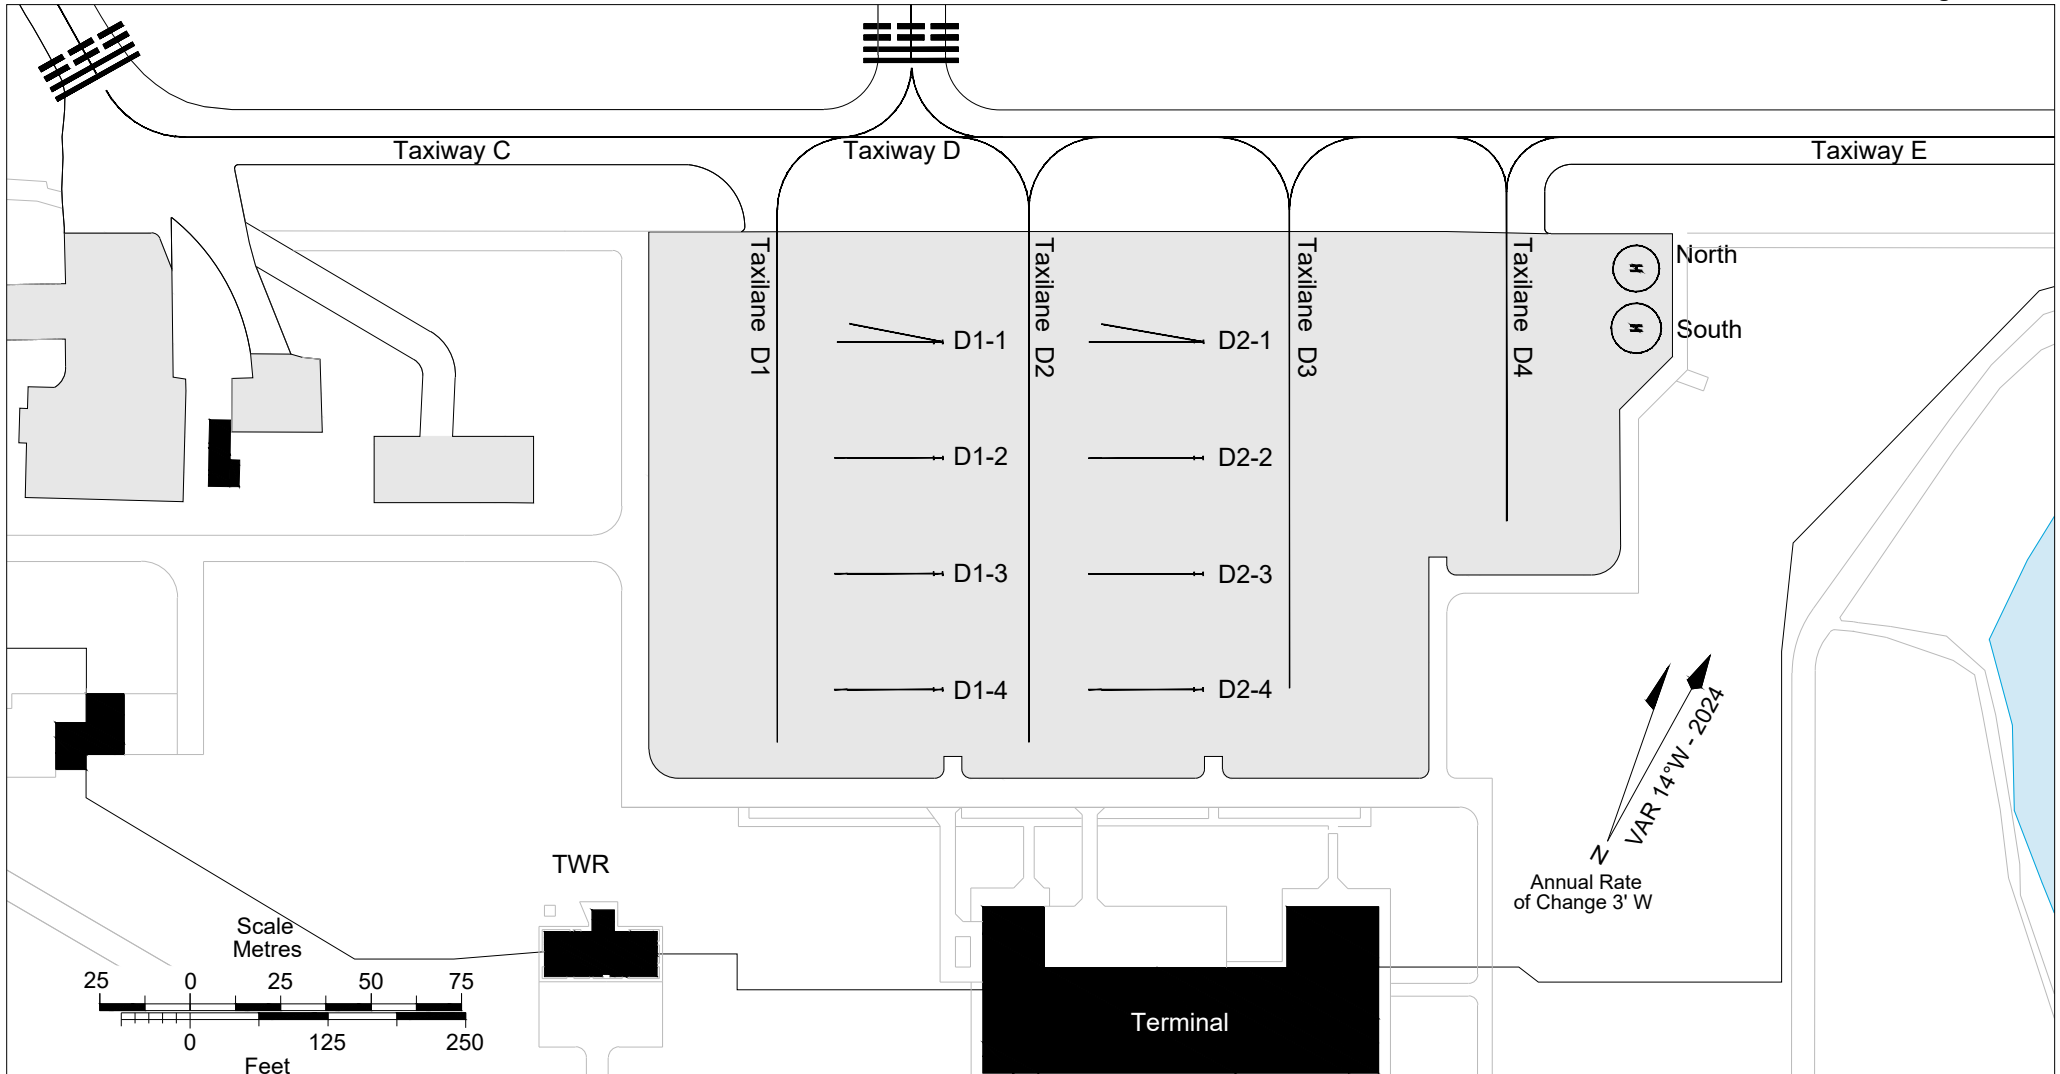 Taxiway C
Taxiway D
Taxiway E
Taxilane D1
Taxilane D2
Taxilane D3
Taxilane D4
North
H
South
H
D1-1
D2-1
D1-2
D2-2
D1-3
D2-3
D1-4
D2-4
VAR 14°W - 2024
N
Annual Rate
of Change 3' W
TWR
Scale
Metres
25 0 25 50 75
0 125 250
Feet
Terminal